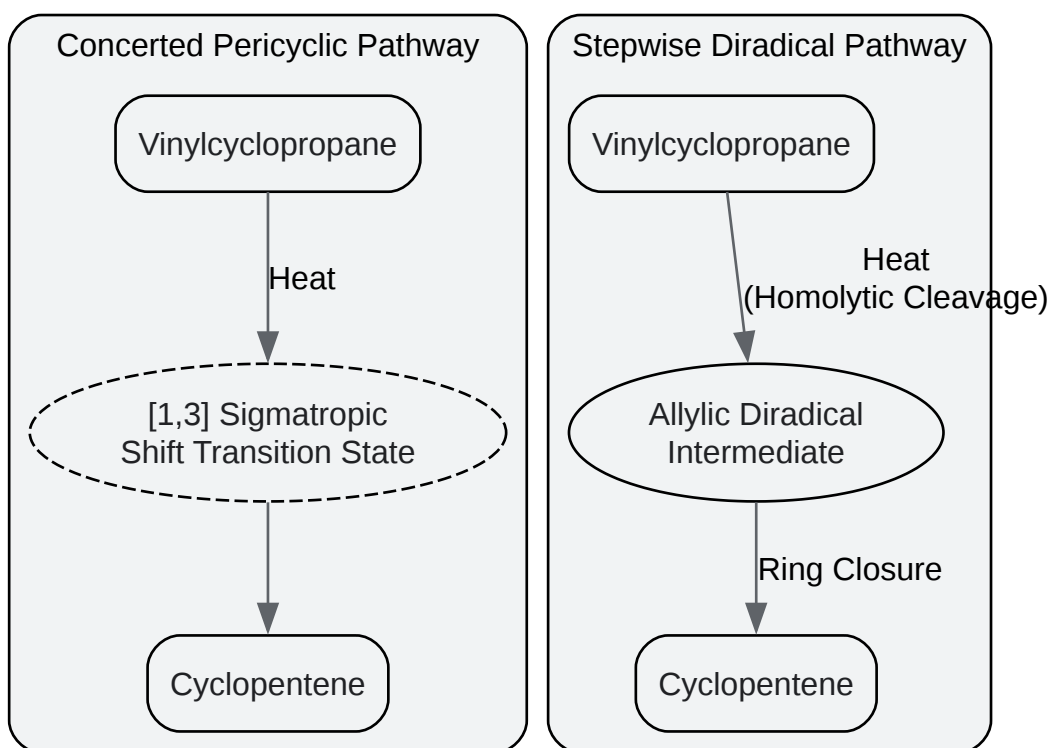 Concerted Pericyclic Pathway
Vinylcyclopropane
Heat
[1,3] Sigmatropic
Shift Transition State
Cyclopentene
Stepwise Diradical Pathway
Vinylcyclopropane
Heat
(Homolytic Cleavage)
Allylic Diradical
Intermediate
Ring Closure
Cyclopentene